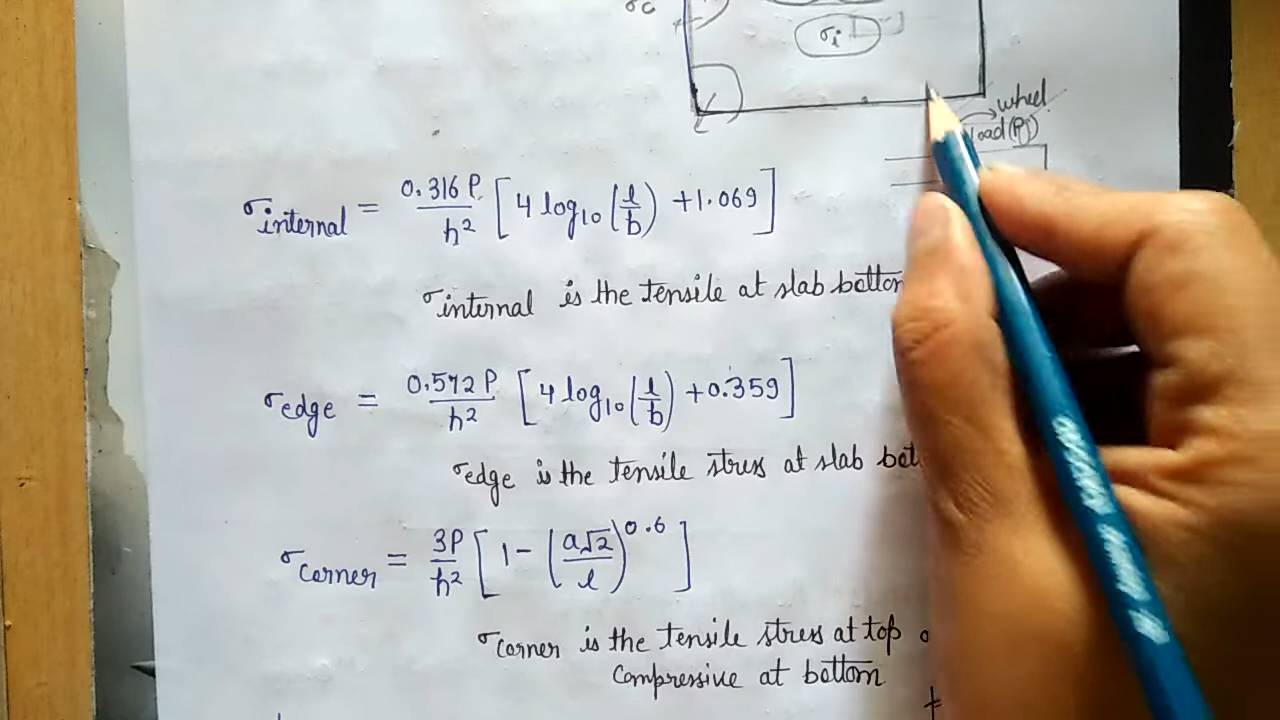 σc
σi
wheel
load(P)
σinternal = 0.316 P / h² [4 log10 (l/b) + 1.069]
σinternal is the tensile at slab bottom
σedge = 0.572 P / h² [4 log10 (l/b) + 0.359]
σedge is the tensile stress at slab bot
σcorner = 3P / h² [1 - (a√2 / l)^0.6]
σcorner is the tensile stress at top
compressive at bottom